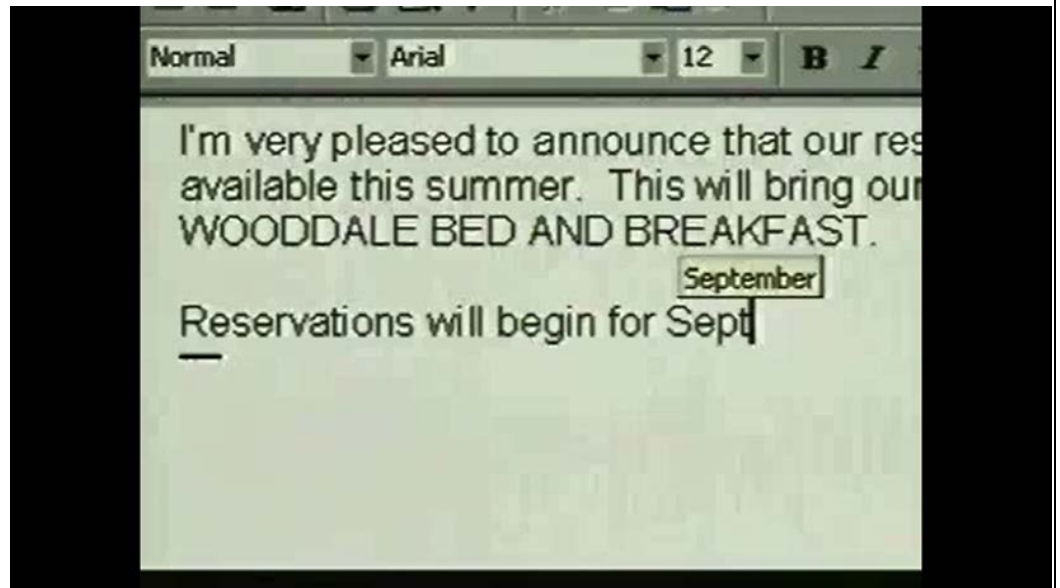 Normal Arial 12 B I
I'm very pleased to announce that our res
available this summer. This will bring our
WOODDALE BED AND BREAKFAST.
September
Reservations will begin for Sept